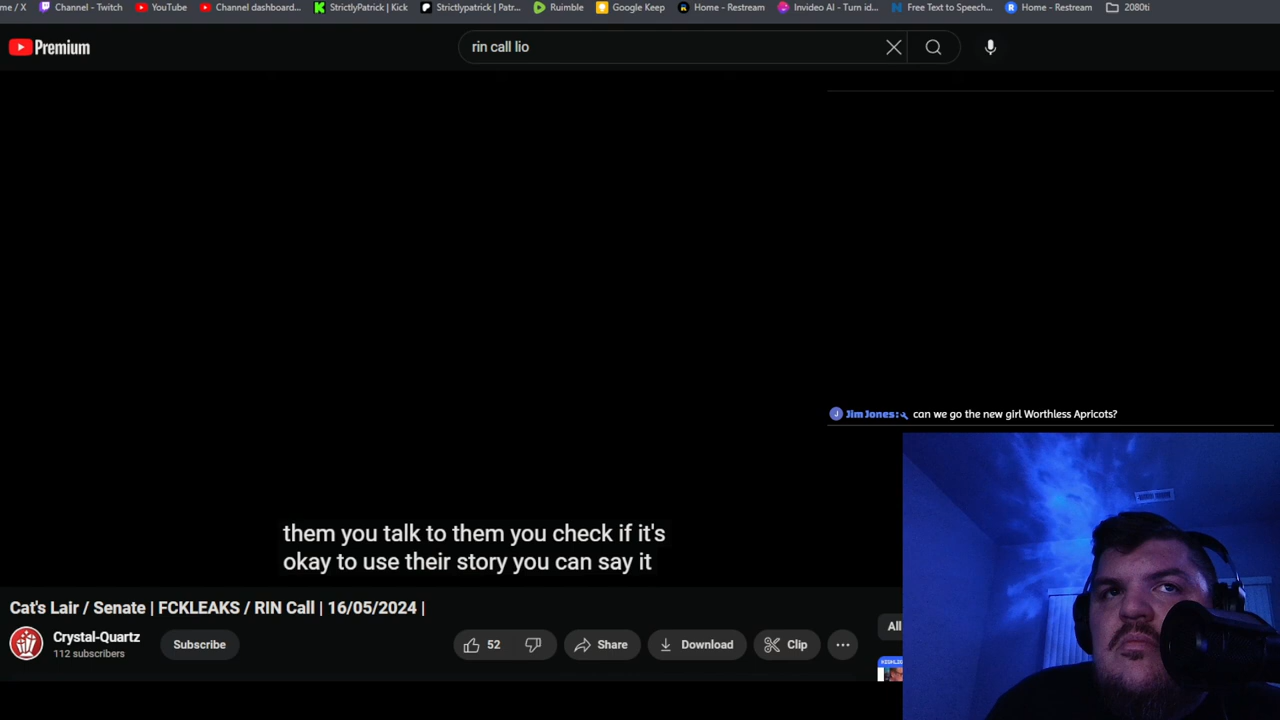 me / X
Channel - Twitch
YouTube
Channel dashboard...
StrictlyPatrick | Kick
Strictlypatrick | Patr...
Rumble
Google Keep
Home - Restream
Invideo AI - Turn id...
Free Text to Speech...
Home - Restream
2080ti
Premium
rin call lio
J Jim Jones: can we go the new girl Worthless Apricots?
them you talk to them you check if it's
okay to use their story you can say it
Cat's Lair / Senate | FCKLEAKS / RIN Call | 16/05/2024 |
Crystal-Quartz
112 subscribers
Subscribe
52
Share
Download
Clip
All